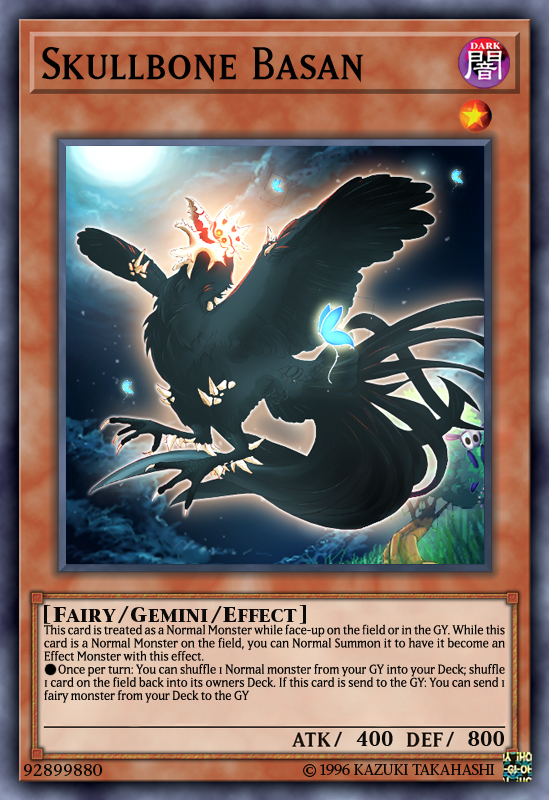 Skullbone Basan
DARK
闇
[Fairy/Gemini/Effect]
This card is treated as a Normal Monster while face-up on the field or in the GY. While this
card is a Normal Monster on the field, you can Normal Summon it to have it become an
Effect Monster with this effect.
●Once per turn: You can shuffle 1 Normal monster from your GY into your Deck; shuffle
1 card on the field back into its owners Deck. If this card is send to the GY: You can send 1
fairy monster from your Deck to the GY
ATK/ 400 DEF/ 800
92899880
© 1996 KAZUKI TAKAHASHI